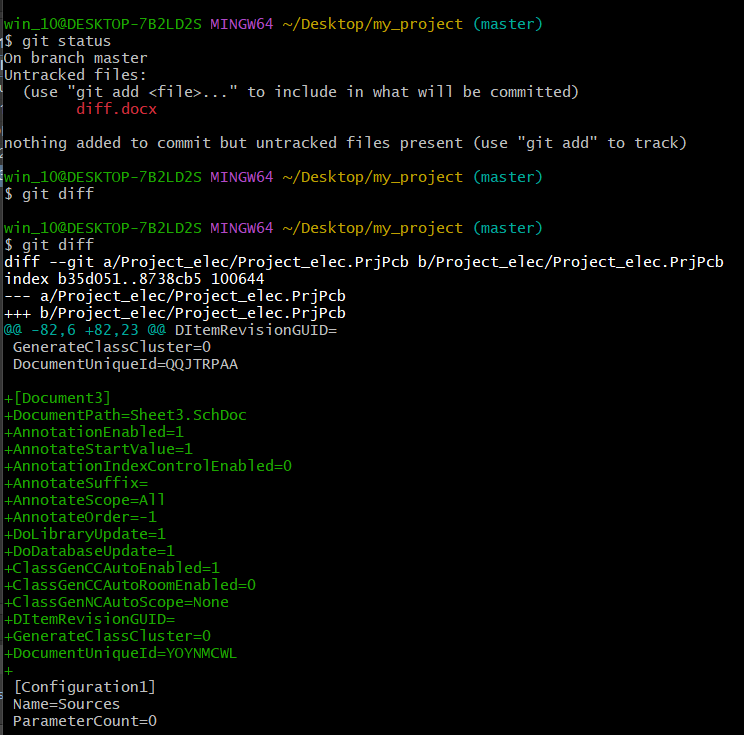 win_10@DESKTOP-7B2LD2S MINGW64 ~/Desktop/my_project (master)
$ git status
On branch master
Untracked files:
  (use "git add <file>..." to include in what will be committed)
        diff.docx

nothing added to commit but untracked files present (use "git add" to track)

win_10@DESKTOP-7B2LD2S MINGW64 ~/Desktop/my_project (master)
$ git diff

win_10@DESKTOP-7B2LD2S MINGW64 ~/Desktop/my_project (master)
$ git diff
diff --git a/Project_elec/Project_elec.PrjPcb b/Project_elec/Project_elec.PrjPcb
index b35d051..8738cb5 100644
--- a/Project_elec/Project_elec.PrjPcb
+++ b/Project_elec/Project_elec.PrjPcb
@@ -82,6 +82,23 @@ DItemRevisionGUID=
 GenerateClassCluster=0
 DocumentUniqueId=QQJTRPAA

+[Document3]
+DocumentPath=Sheet3.SchDoc
+AnnotationEnabled=1
+AnnotateStartValue=1
+AnnotationIndexControlEnabled=0
+AnnotateSuffix=
+AnnotateScope=All
+AnnotateOrder=-1
+DoLibraryUpdate=1
+DoDatabaseUpdate=1
+ClassGenCCAutoEnabled=1
+ClassGenCCAutoRoomEnabled=0
+ClassGenNCAutoScope=None
+DItemRevisionGUID=
+GenerateClassCluster=0
+DocumentUniqueId=YOYNMCWL
+
 [Configuration1]
 Name=Sources
 ParameterCount=0